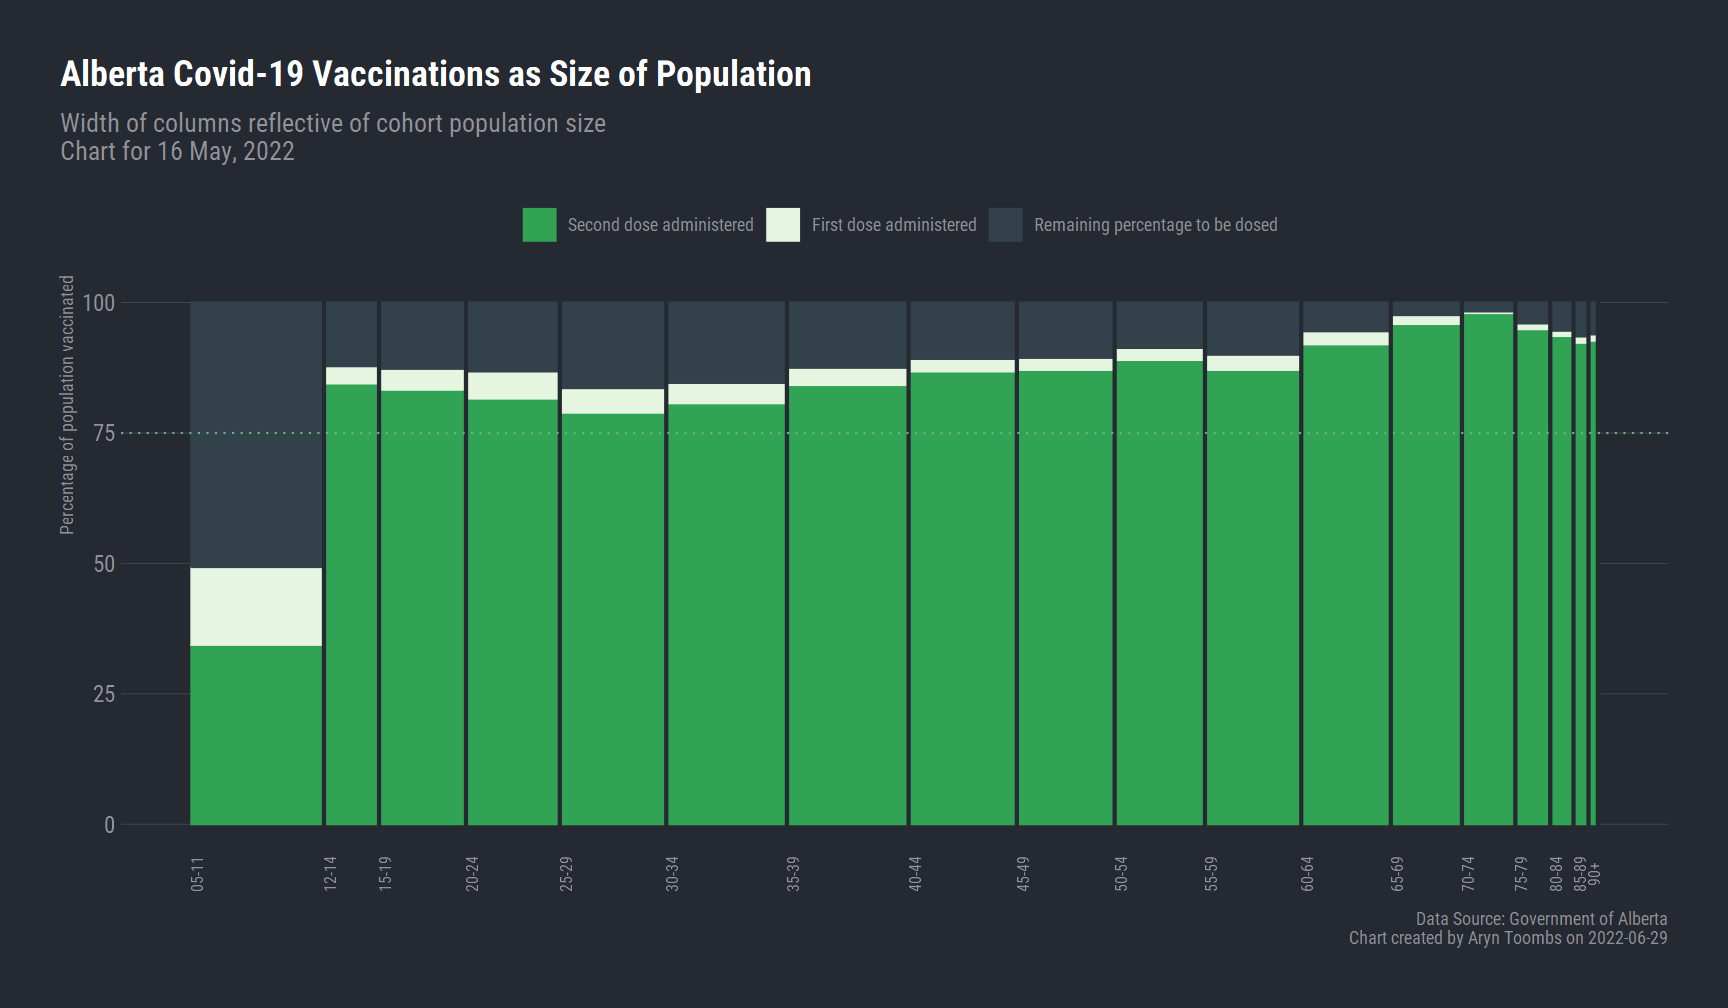 Alberta Covid-19 Vaccinations as Size of Population
Width of columns reflective of cohort population size
Chart for 16 May, 2022
Second dose administered
First dose administered
Remaining percentage to be dosed
Percentage of population vaccinated
100
75
50
25
0
05-11
12-14
15-19
20-24
25-29
30-34
35-39
40-44
45-49
50-54
55-59
60-64
65-69
70-74
75-79
80-84
85-89
90+
Data Source: Government of Alberta
Chart created by Aryn Toombs on 2022-06-29